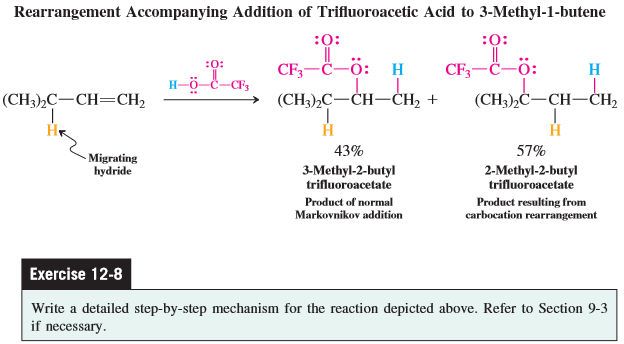 Rearrangement Accompanying Addition of Trifluoroacetic Acid to 3-Methyl-1-butene
:O: :O:
:O: CF₃—C—Ö: H CF₃—C—Ö: H
H—Ö—C—CF₃
(CH₃)₂C—CH=CH₂ (CH₃)₂C—CH—CH₂ + (CH₃)₂C—CH—CH₂
H H H
Migrating
hydride
43% 57%
3-Methyl-2-butyl 2-Methyl-2-butyl
trifluoroacetate trifluoroacetate
Product of normal Product resulting from
Markovnikov addition carbocation rearrangement
Exercise 12-8
Write a detailed step-by-step mechanism for the reaction depicted above. Refer to Section 9-3
if necessary.